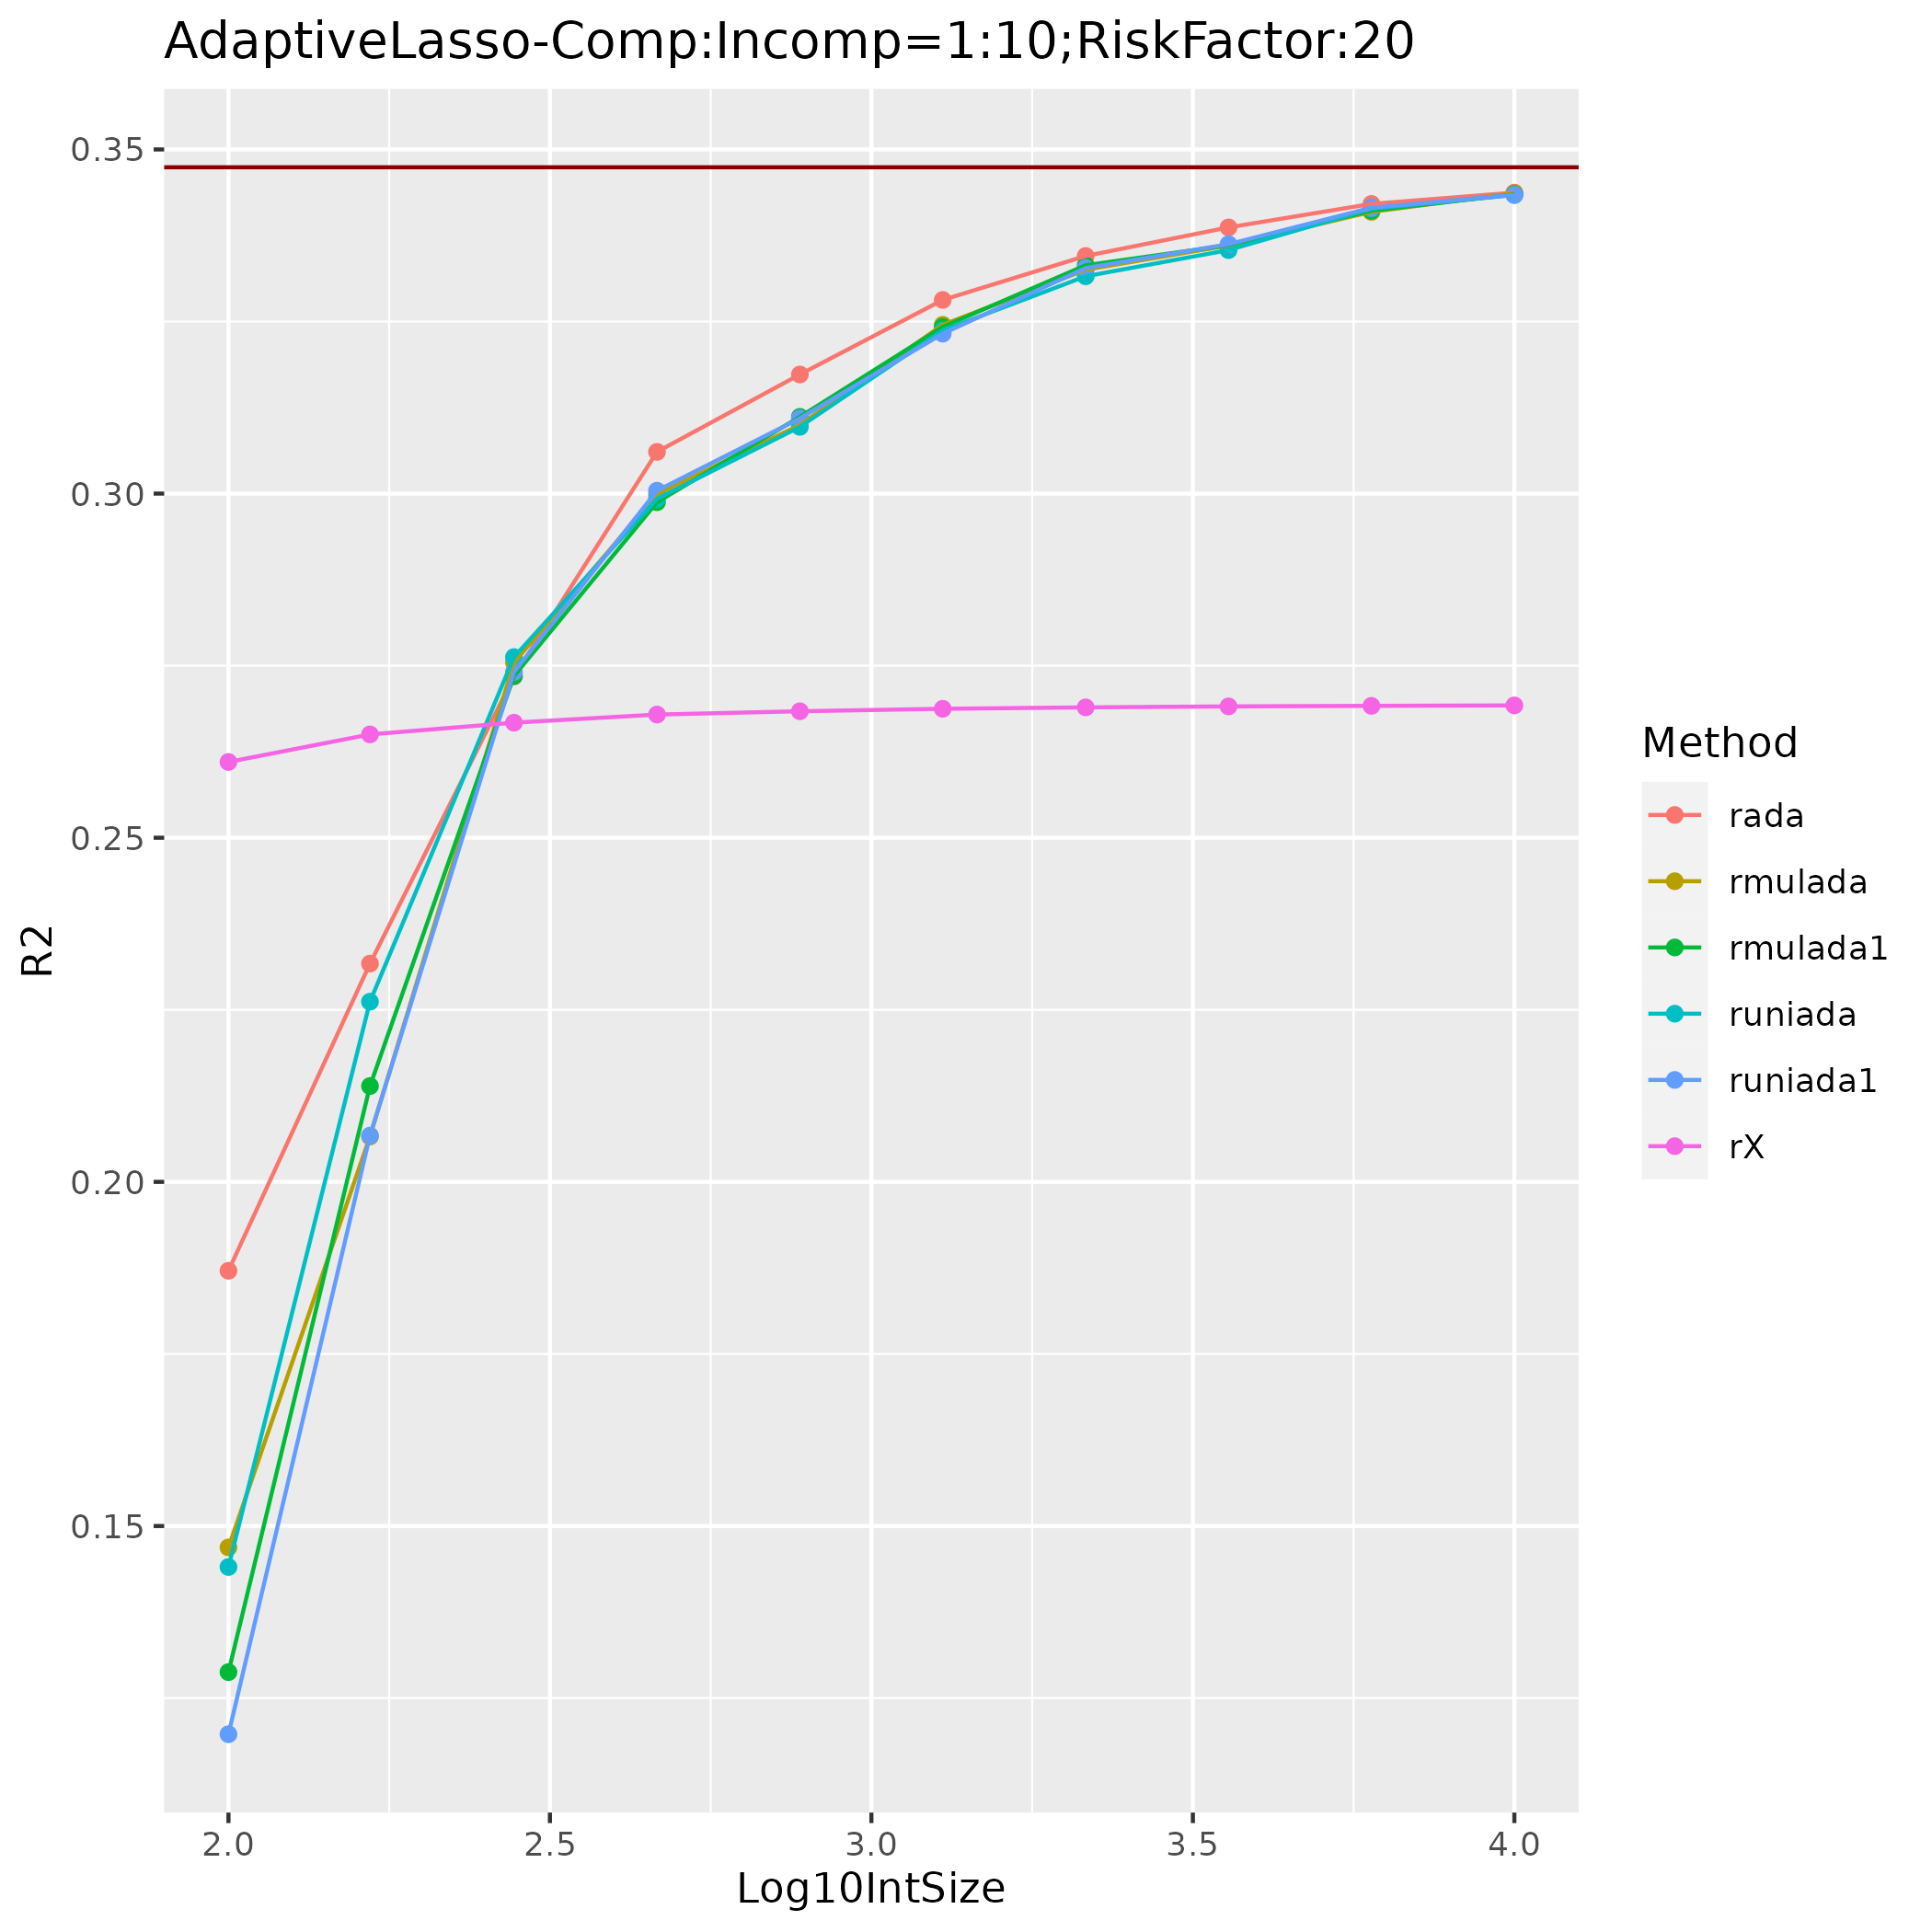 AdaptiveLasso-Comp:Incomp=1:10;RiskFactor:20
0.35
0.30
0.25
0.20
0.15
R2
2.0 2.5 3.0 3.5 4.0
Log10IntSize
Method
rada
rmulada
rmulada1
runiada
runiada1
rX